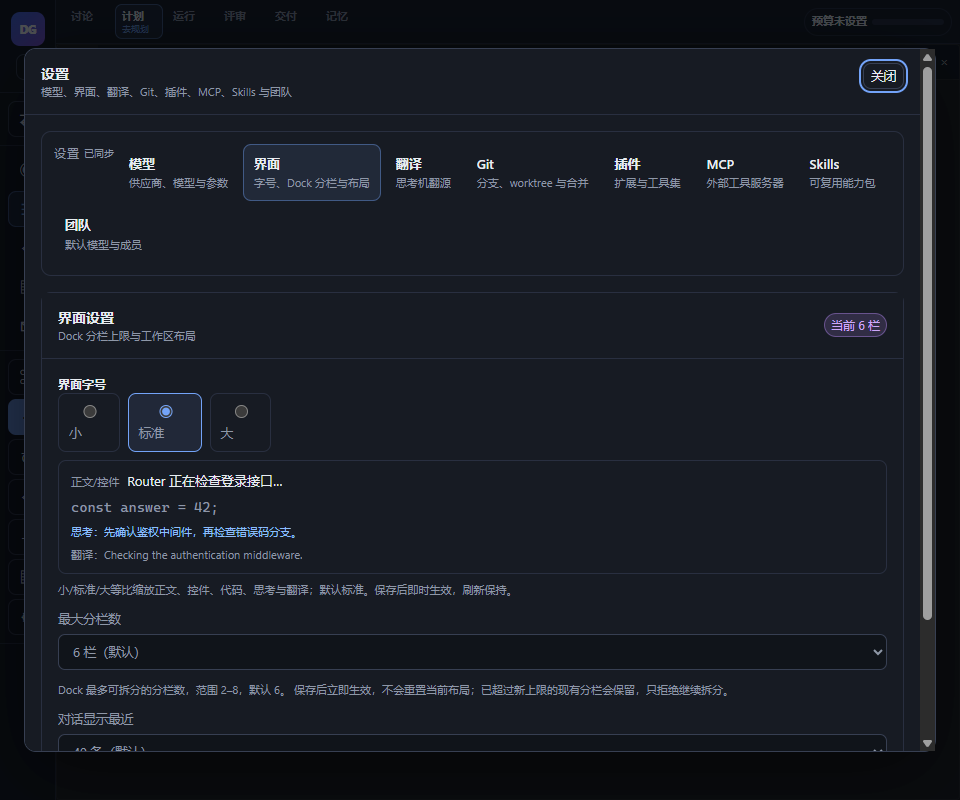 DG
讨论
计划
去规划
运行
评审
交付
记忆
预算未设置
设置
模型、界面、翻译、Git、插件、MCP、Skills 与团队
关闭
设置 已同步
模型
供应商、模型与参数
界面
字号、Dock 分栏与布局
翻译
思考机翻源
Git
分支、worktree 与合并
插件
扩展与工具集
MCP
外部工具服务器
Skills
可复用能力包
团队
默认模型与成员
界面设置
Dock 分栏上限与工作区布局
当前 6 栏
界面字号
小
标准
大
正文/控件 Router 正在检查登录接口...
const answer = 42;
思考：先确认鉴权中间件，再检查错误码分支。
翻译：Checking the authentication middleware.
小/标准/大等比缩放正文、控件、代码、思考与翻译；默认标准。保存后即时生效，刷新保持。
最大分栏数
6 栏（默认）
Dock 最多可拆分的分栏数，范围 2–8，默认 6。 保存后立即生效，不会重置当前布局；已超过新上限的现有分栏会保留，只拒绝继续拆分。
对话显示最近
40 条（默认）